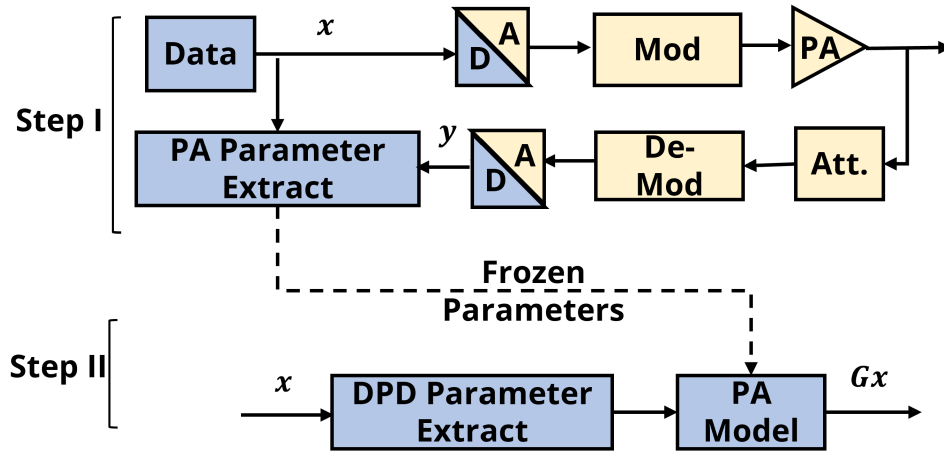 x
Data
D
A
Mod
PA
Step I
PA Parameter
Extract
y
D
A
De-
Mod
Att.
Frozen
Parameters
Step II
x
DPD Parameter
Extract
PA
Model
Gx